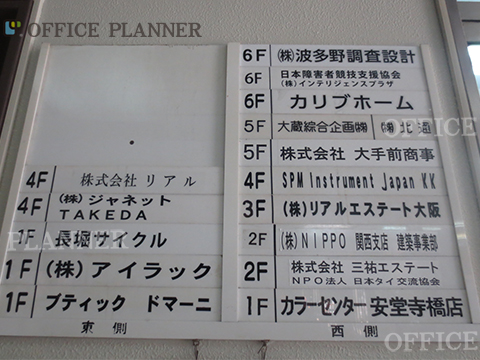 OFFICE PLANNER
4F 株式会社 リアル
4F (株)ジャネット
TAKEDA
1F 長堀サイクル
1F (株)アイラック
1F ブティック ドマーニ
東側
6F (株)波多野調査設計
6F 日本障害者競技支援協会
(株)インテリジェンスプラザ
6F カリブホーム
5F 大蔵綜合企画㈱ ㈱北通
5F 株式会社 大手前商事
4F SPM Instrument Japan KK
3F (株)リアルエステート大阪
2F (株)NIPPO 関西支店 建築事業部
2F 株式会社 三祐エステート
NPO法人 日本タイ交流協会
1F カラーセンター 安堂寺橋店
西側
OFFICE
PLANNER
OFFICE